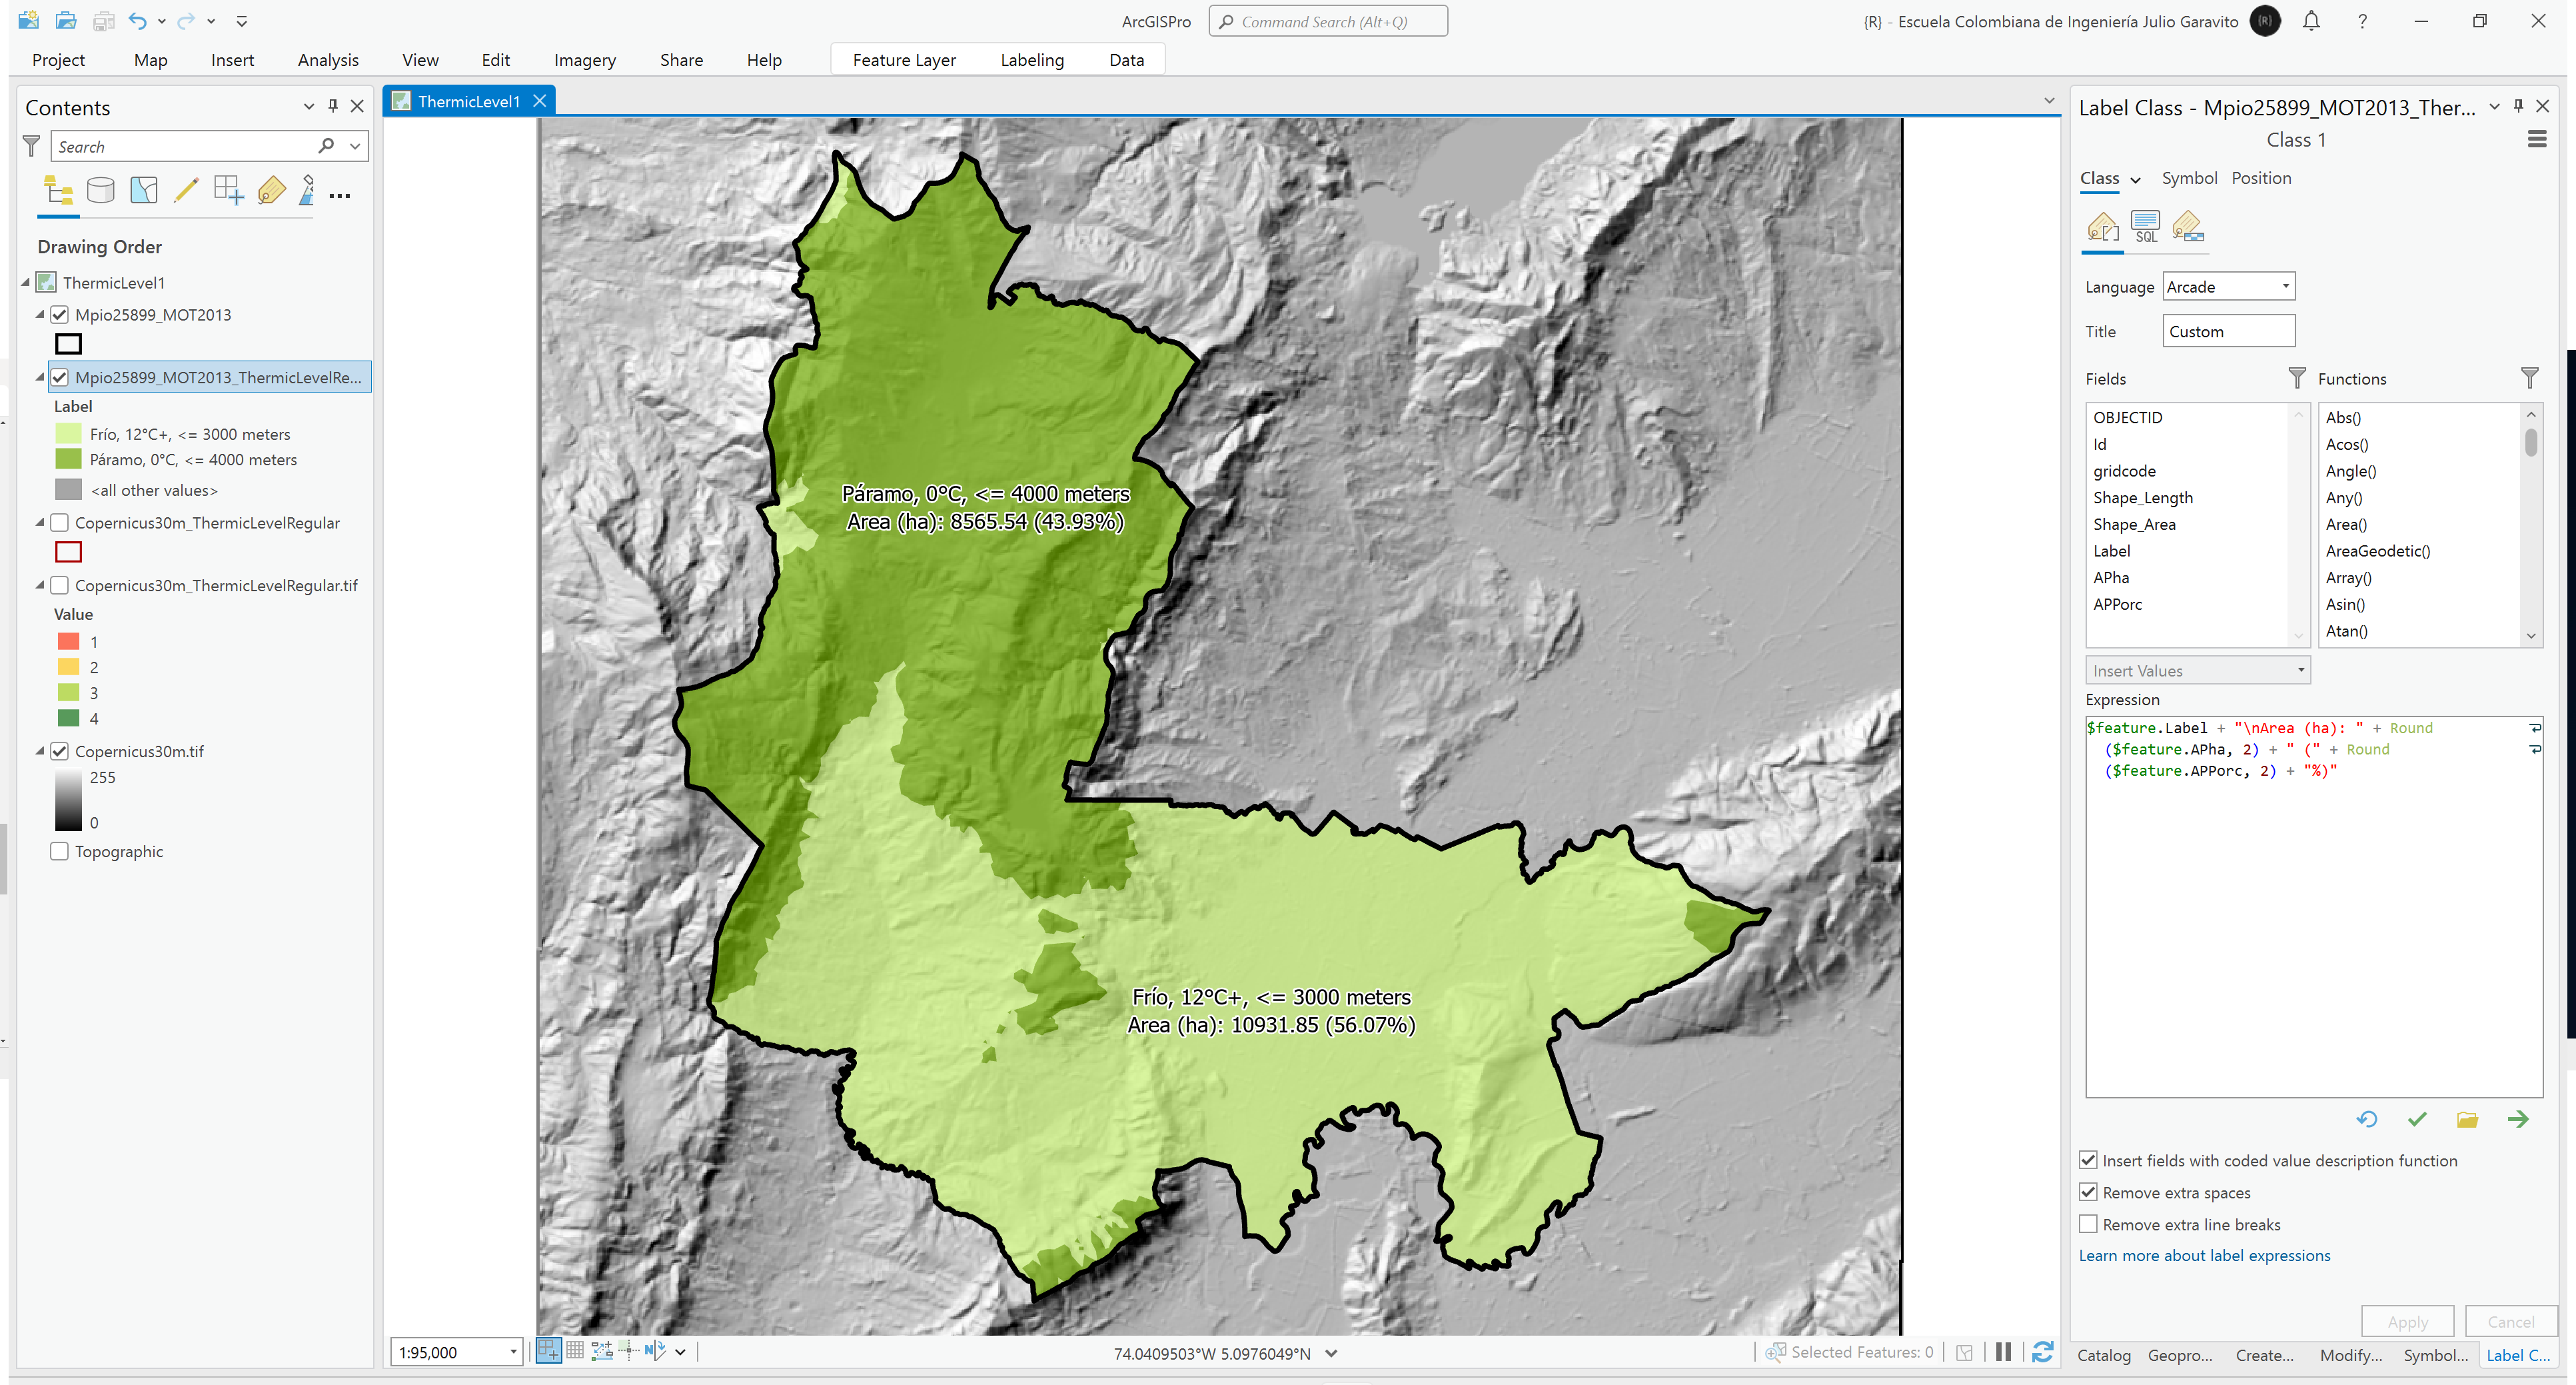 ArcGISPro
Command Search (Alt+Q)
{R} - Escuela Colombiana de Ingeniería Julio Garavito
{R}
?
Project
Map
Insert
Analysis
View
Edit
Imagery
Share
Help
Feature Layer
Labeling
Data
Contents
Search
Drawing Order
ThermicLevel1
Mpio25899_MOT2013
Mpio25899_MOT2013_ThermicLevelRe...
Label
Frío, 12°C+, <= 3000 meters
Páramo, 0°C, <= 4000 meters
<all other values>
Copernicus30m_ThermicLevelRegular
Copernicus30m_ThermicLevelRegular.tif
Value
1
2
3
4
Copernicus30m.tif
255
0
Topographic
ThermicLevel1
Páramo, 0°C, <= 4000 meters
Area (ha): 8565.54 (43.93%)
Frío, 12°C+, <= 3000 meters
Area (ha): 10931.85 (56.07%)
1:95,000
N
74.0409503°W 5.0976049°N
Selected Features: 0
Label Class - Mpio25899_MOT2013_Ther...
Class 1
Class
Symbol
Position
SQL
Language Arcade
Title Custom
Fields
Functions
OBJECTID
Id
gridcode
Shape_Length
Shape_Area
Label
APha
APPorc
Abs()
Acos()
Angle()
Any()
Area()
AreaGeodetic()
Array()
Asin()
Atan()
Insert Values
Expression
$feature.Label + "\nArea (ha): " + Round
($feature.APha, 2) + " (" + Round
($feature.APPorc, 2) + "%)"
Insert fields with coded value description function
Remove extra spaces
Remove extra line breaks
Learn more about label expressions
Apply
Cancel
Catalog
Geopro...
Create...
Modify...
Symbol...
Label C...